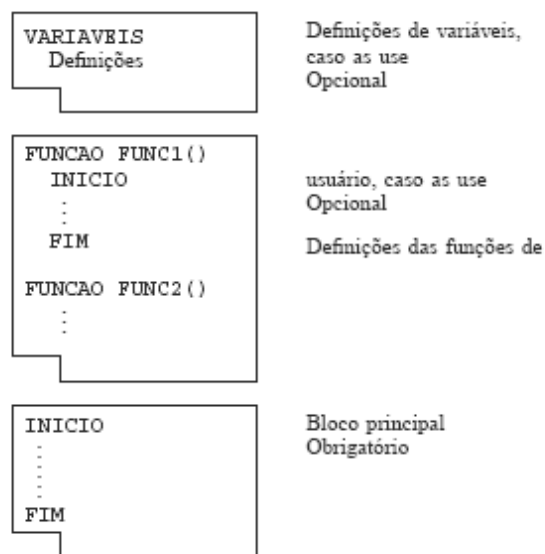 VARIAVEIS
Definições
Definições de variáveis,
caso as use
Opcional
FUNCAO FUNC1()
INICIO
⋮
FIM
FUNCAO FUNC2()
⋮
usuário, caso as use
Opcional
Definições das funções de
INICIO
⋮
FIM
Bloco principal
Obrigatório